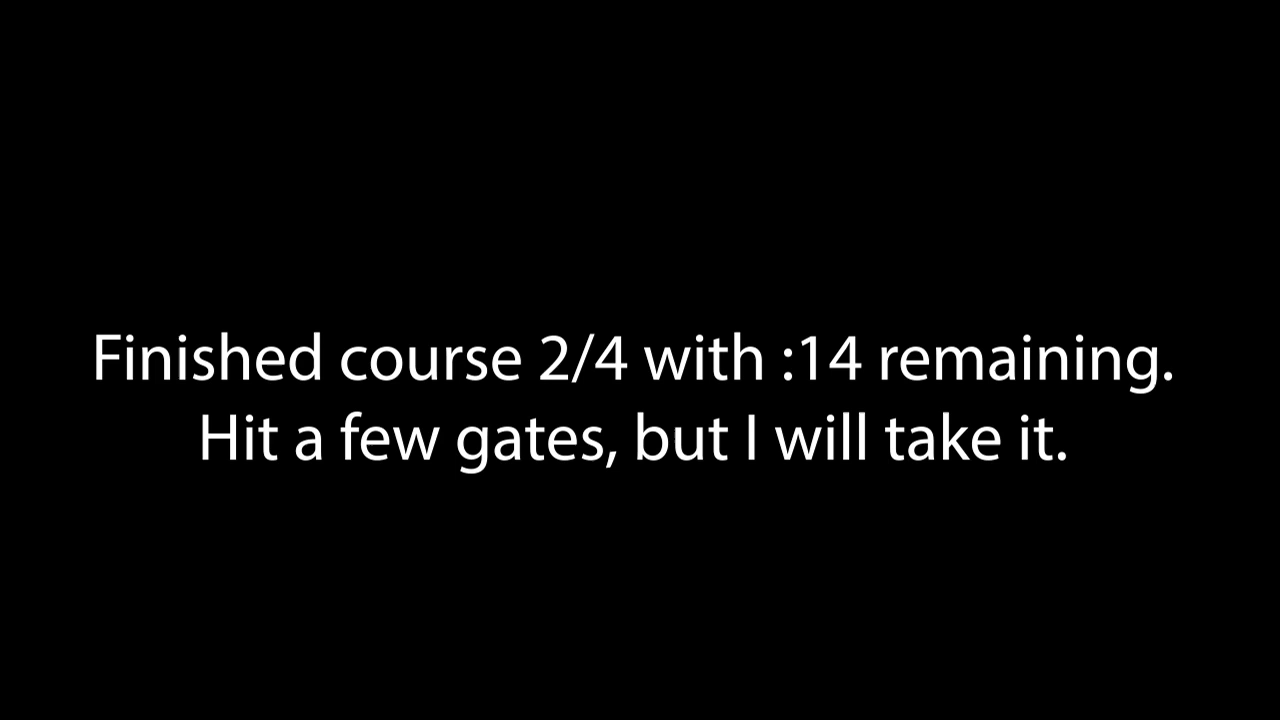 Finished course 2/4 with :14 remaining.
Hit a few gates, but I will take it.